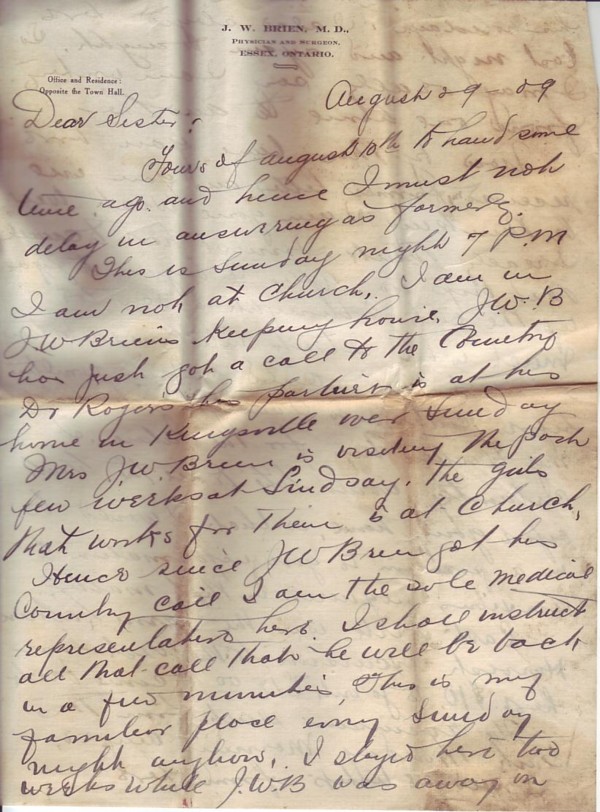 J. W. BRIEN, M. D.,
PHYSICIAN AND SURGEON.
ESSEX, ONTARIO.
Office and Residence:
Opposite the Town Hall.
August 29 - 09
Dear Sister:
Yours of august 10th to hand some
time ago. and hence I must not
delay in answering as formerly.
This is Sunday night 7 P.M
I am not at Church. I am in
J W Briens keeping house, J.W.B
has just got a call to the Country
Dr Rogers his partner is at his
home in Kingsville over Sunday
Mrs J W Brien is visiting the past
few weeks at Lindsay. The girl
that works for Them is at Church,
Hence since J W Brien got his
Country call I am the sole medical
representative here. I shall instruct
all that call that he will be back
in a few minutes, This is my
familiar place every Sunday
night anyhow. I stayed here two
weeks while J.W.B was away on